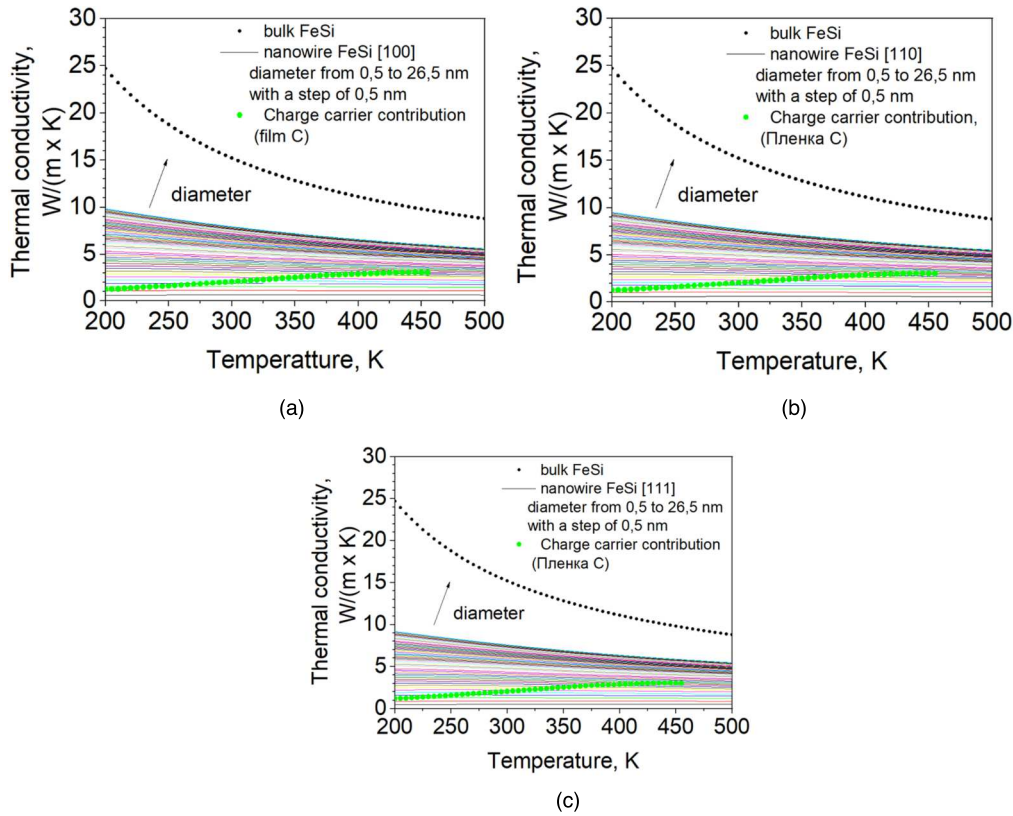 Thermal conductivity,
W/(m x K)
30
25
20
15
10
5
0
bulk FeSi
nanowire FeSi [100]
diameter from 0,5 to 26,5 nm
with a step of 0,5 nm
Charge carrier contribution
(film C)
diameter
200 250 300 350 400 450 500
Temperatture, K
(a)
Thermal conductivity,
W/(m x K)
30
25
20
15
10
5
0
bulk FeSi
nanowire FeSi [110]
diameter from 0,5 to 26,5 nm
with a step of 0,5 nm
Charge carrier contribution,
(Пленка С)
diameter
200 250 300 350 400 450 500
Temperature, K
(b)
Thermal conductivity,
W/(m x K)
30
25
20
15
10
5
0
bulk FeSi
nanowire FeSi [111]
diameter from 0,5 to 26,5 nm
with a step of 0,5 nm
Charge carrier contribution
(Пленка С)
diameter
200 250 300 350 400 450 500
Temperature, K
(c)